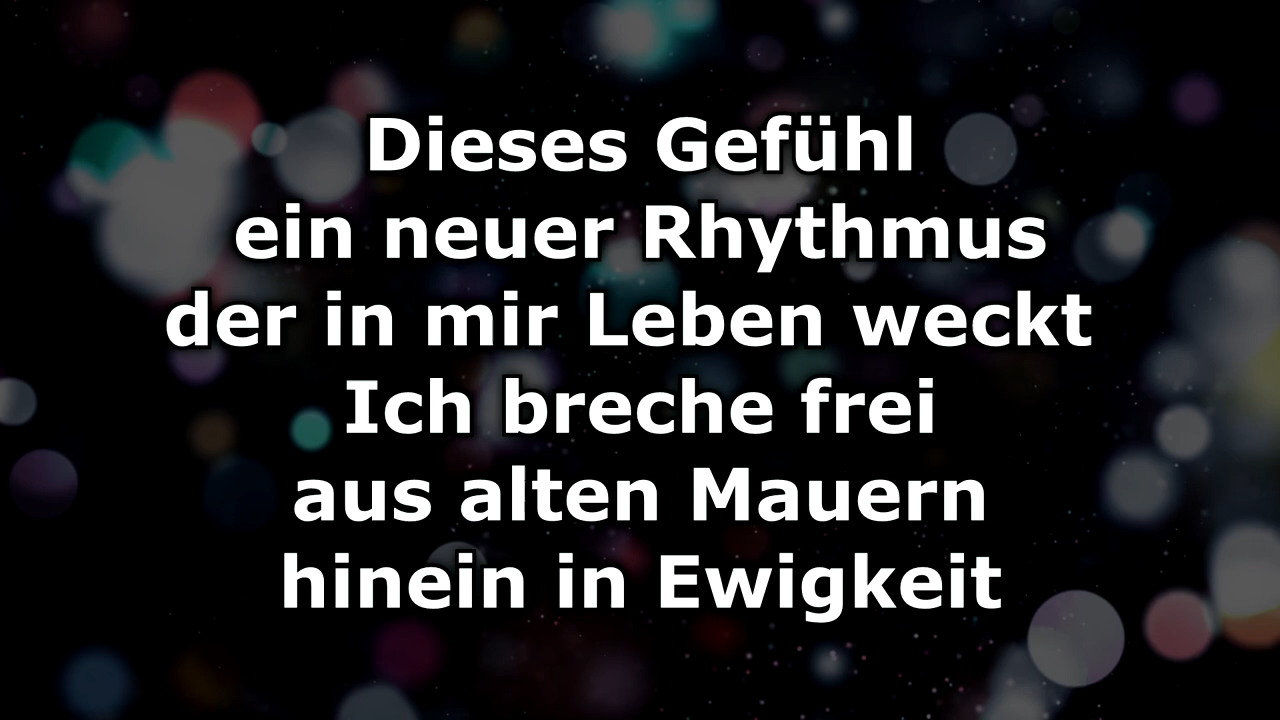 Dieses Gefühl
ein neuer Rhythmus
der in mir Leben weckt
Ich breche frei
aus alten Mauern
hinein in Ewigkeit